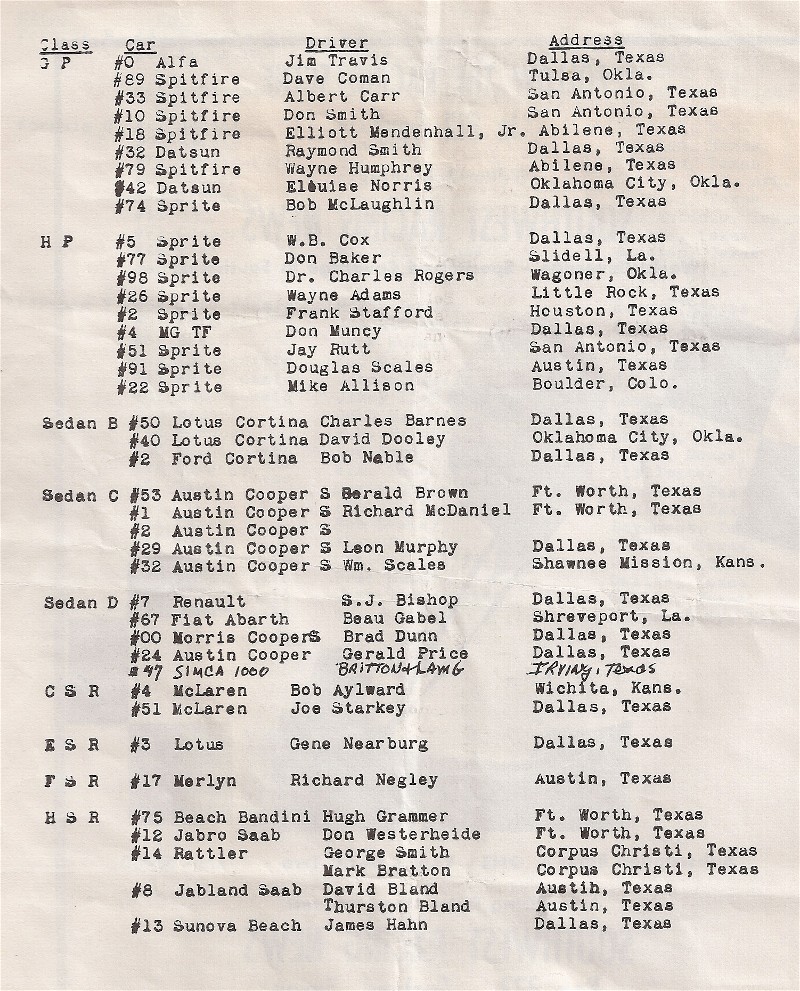 Class Car Driver Address
G P #0 Alfa Jim Travis Dallas, Texas
#89 Spitfire Dave Coman Tulsa, Okla.
#33 Spitfire Albert Carr San Antonio, Texas
#10 Spitfire Don Smith San Antonio, Texas
#18 Spitfire Elliott Mendenhall, Jr. Abilene, Texas
#32 Datsun Raymond Smith Dallas, Texas
#79 Spitfire Wayne Humphrey Abilene, Texas
#42 Datsun Elouise Norris Oklahoma City, Okla.
#74 Sprite Bob McLaughlin Dallas, Texas
H P #5 Sprite W.B. Cox Dallas, Texas
#77 Sprite Don Baker Slidell, La.
#98 Sprite Dr. Charles Rogers Wagoner, Okla.
#26 Sprite Wayne Adams Little Rock, Texas
#2 Sprite Frank Stafford Houston, Texas
#4 MG TF Don Muncy Dallas, Texas
#51 Sprite Jay Rutt San Antonio, Texas
#91 Sprite Douglas Scales Austin, Texas
#22 Sprite Mike Allison Boulder, Colo.
Sedan B #50 Lotus Cortina Charles Barnes Dallas, Texas
#40 Lotus Cortina David Dooley Oklahoma City, Okla.
#2 Ford Cortina Bob Nable Dallas, Texas
Sedan C #53 Austin Cooper S Gerald Brown Ft. Worth, Texas
#1 Austin Cooper S Richard McDaniel Ft. Worth, Texas
#2 Austin Cooper S
#29 Austin Cooper S Leon Murphy Dallas, Texas
#32 Austin Cooper S Wm. Scales Shawnee Mission, Kans.
Sedan D #7 Renault S.J. Bishop Dallas, Texas
#67 Fiat Abarth Beau Gabel Shreveport, La.
#00 Morris CooperS Brad Dunn Dallas, Texas
#24 Austin Cooper Gerald Price Dallas, Texas
#47 SIMCA 1000 BRITTON+LAMB IRVING, TEXAS
C S R #4 McLaren Bob Aylward Wichita, Kans.
#51 McLaren Joe Starkey Dallas, Texas
E S R #3 Lotus Gene Nearburg Dallas, Texas
F S R #17 Merlyn Richard Negley Austin, Texas
H S R #75 Beach Bandini Hugh Grammer Ft. Worth, Texas
#12 Jabro Saab Don Westerheide Ft. Worth, Texas
#14 Rattler George Smith Corpus Christi, Texas
Mark Bratton Corpus Christi, Texas
#8 Jabland Saab David Bland Austin, Texas
Thurston Bland Austin, Texas
#13 Sunova Beach James Hahn Dallas, Texas